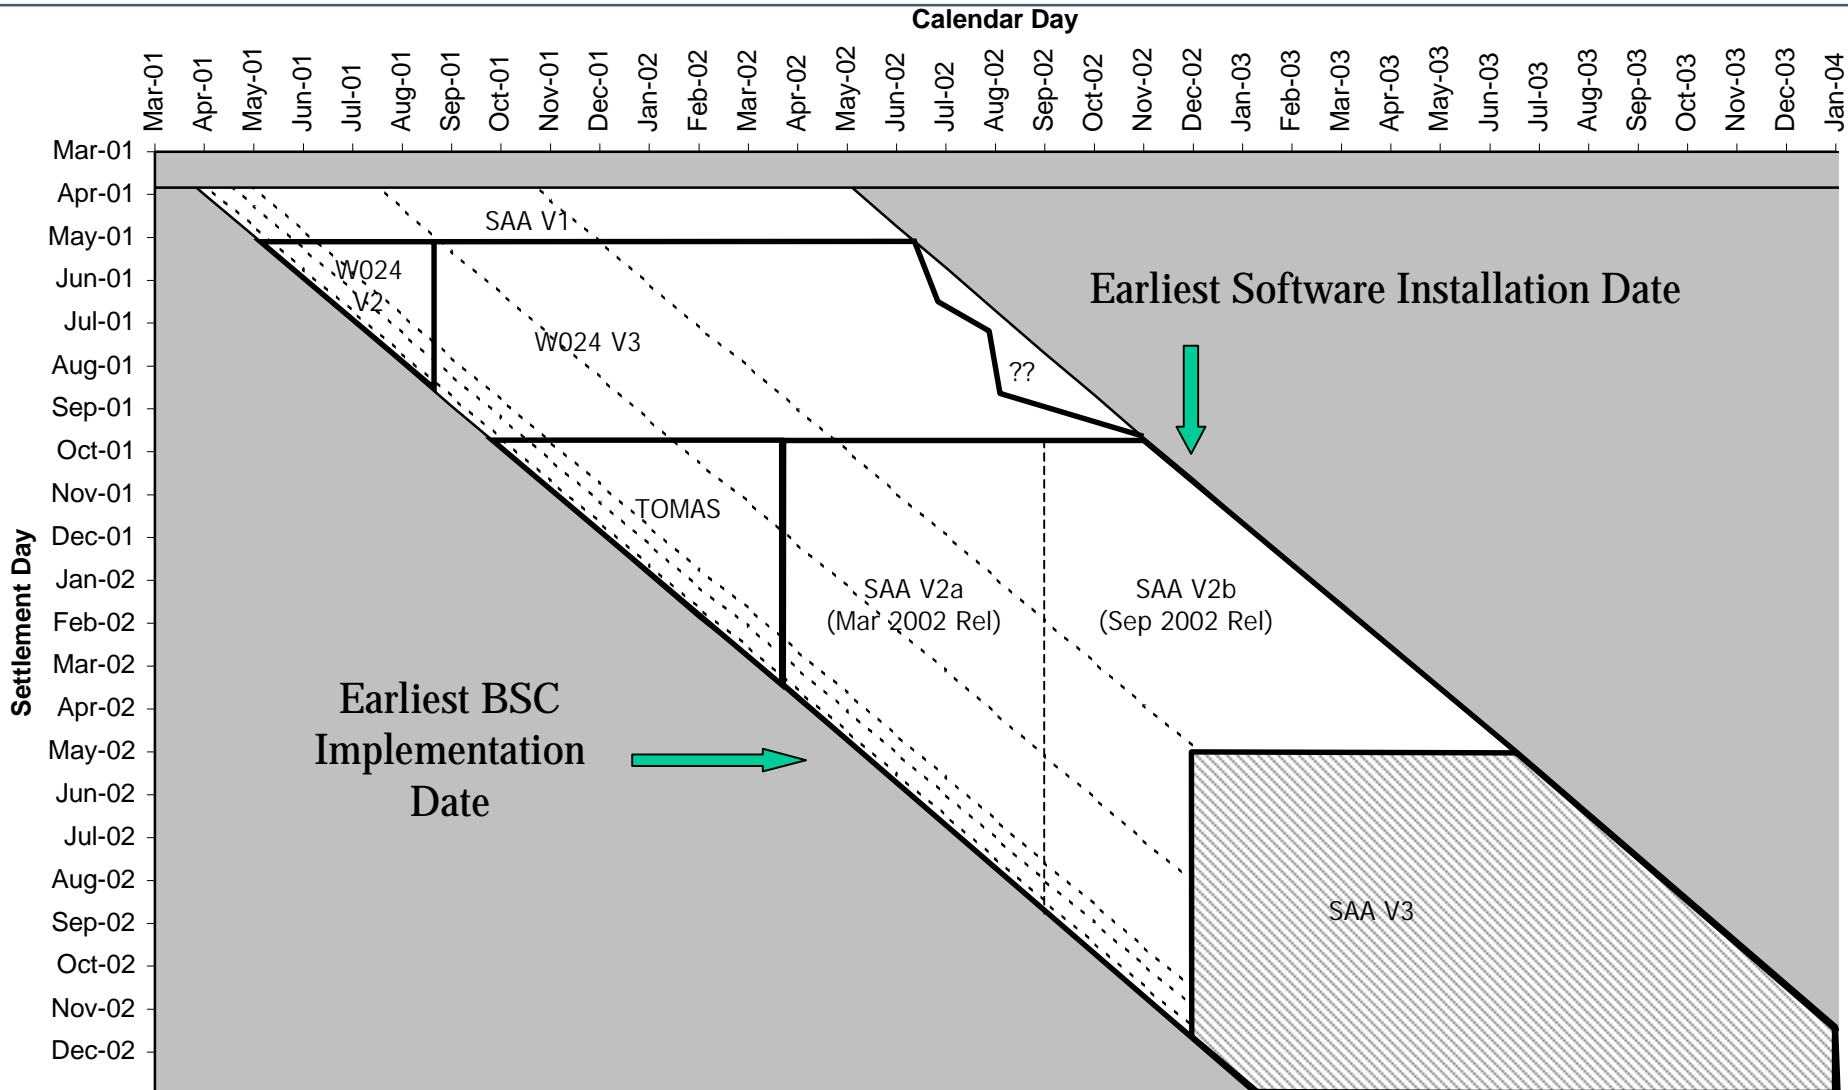 Calendar Day
Mar-01 Apr-01 May-01 Jun-01 Jul-01 Aug-01 Sep-01 Oct-01 Nov-01 Dec-01 Jan-02 Feb-02 Mar-02 Apr-02 May-02 Jun-02 Jul-02 Aug-02 Sep-02 Oct-02 Nov-02 Dec-02 Jan-03 Feb-03 Mar-03 Apr-03 May-03 Jun-03 Jul-03 Aug-03 Sep-03 Oct-03 Nov-03 Dec-03 Jan-04
Settlement Day
Mar-01
Apr-01
May-01
Jun-01
Jul-01
Aug-01
Sep-01
Oct-01
Nov-01
Dec-01
Jan-02
Feb-02
Mar-02
Apr-02
May-02
Jun-02
Jul-02
Aug-02
Sep-02
Oct-02
Nov-02
Dec-02
SAA V1
W024
V2
W024 V3
??
Earliest Software Installation Date
TOMAS
SAA V2a
(Mar 2002 Rel)
SAA V2b
(Sep 2002 Rel)
Earliest BSC
Implementation
Date
SAA V3